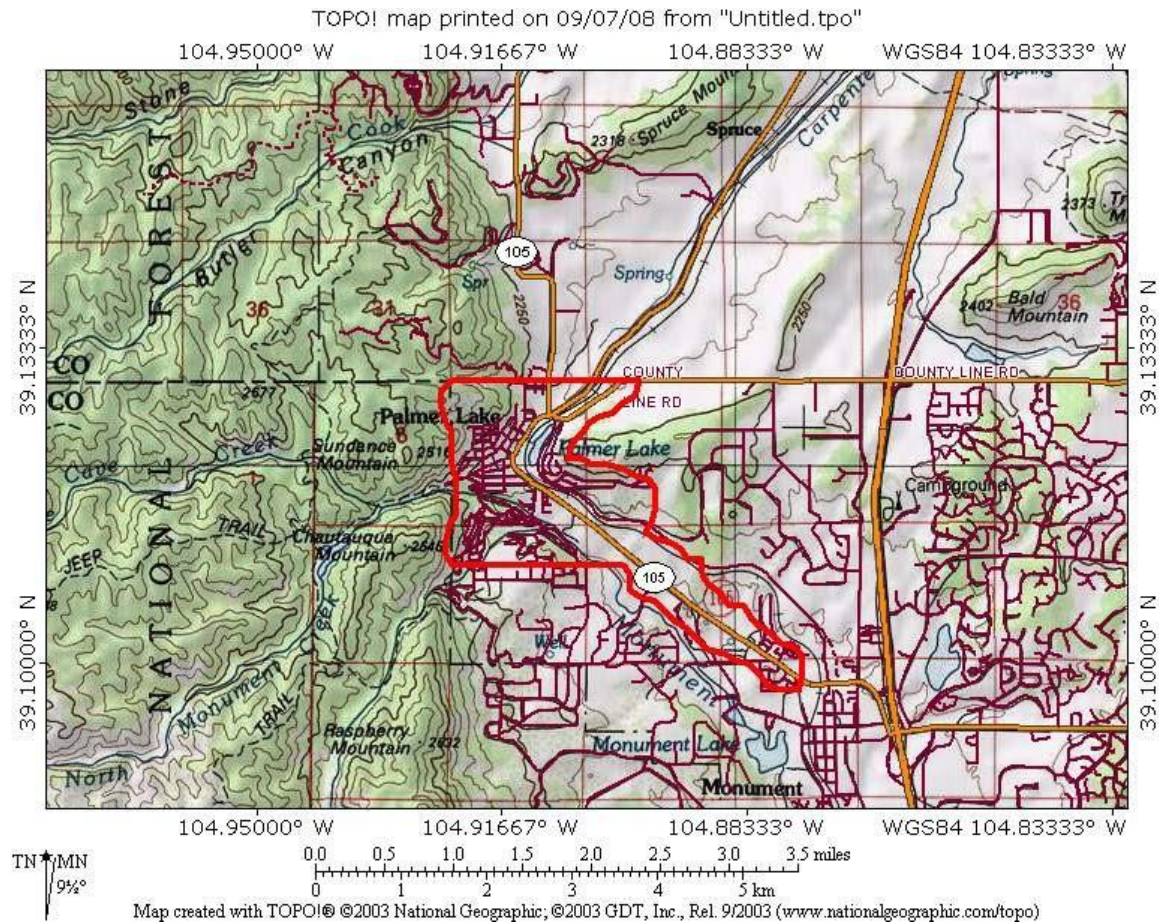 TOPO! map printed on 09/07/08 from "Untitled.tpo"
104.95000° W 104.91667° W 104.88333° W WGS84 104.83333° W
Stone
Cook
Canyon
2318 Spruce
Spruce
Spring
2373
105
Butler
Spr
Spring
2250
2250
36
31
2402 Bald Mountain
36
39.13333° N
39.13333° N
CO
CO
COUNTY
LINE RD
COUNTY LINE RD
2677
Palmer Lake
Palmer Lake
Sundance
Mountain
Cave Creek
Campground
TRAIL
JEEP
Chautauqua
Mountain
105
NATIONAL FOREST
39.10000° N
39.10000° N
Well
Monument
Monument Creek
TRAIL
Raspberry
Mountain
North
Monument Lake
Monument
104.95000° W 104.91667° W 104.88333° W WGS84 104.83333° W
TN MN
9½°
0.0 0.5 1.0 1.5 2.0 2.5 3.0 3.5 miles
0 1 2 3 4 5 km
Map created with TOPO!® ©2003 National Geographic; ©2003 GDT, Inc., Rel. 9/2003 (www.nationalgeographic.com/topo)